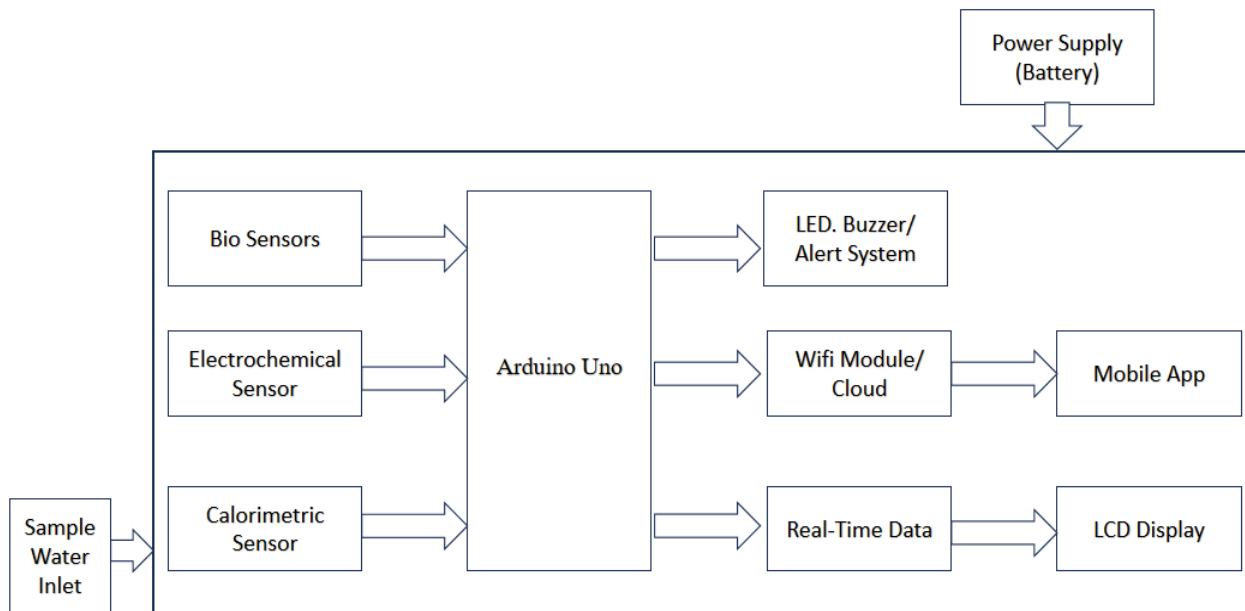 Power Supply
(Battery)
Bio Sensors
LED. Buzzer/
Alert System
Electrochemical
Sensor
Arduino Uno
Wifi Module/
Cloud
Mobile App
Sample
Water
Inlet
Calorimetric
Sensor
Real-Time Data
LCD Display